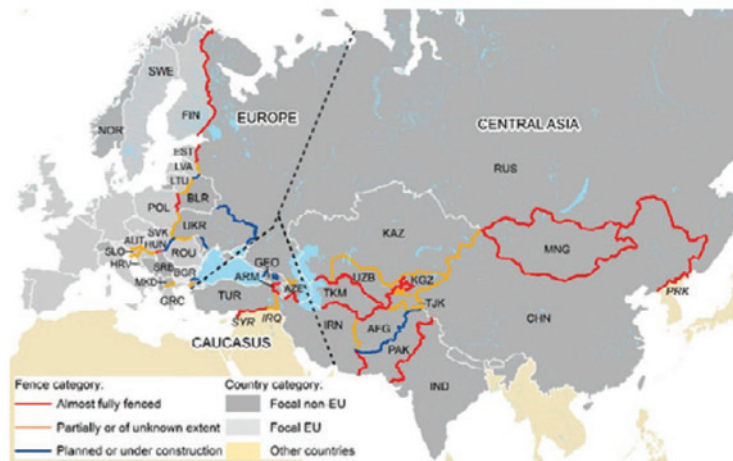 SWE
FIN
NOR
EUROPE
CENTRAL ASIA
RUS
EST
LVA
LTU
BLR
POL
UKR
KAZ
SVK
AUT
HUN
MNG
SLO
ROU
HRV
SRB
BGR
GEO
UZB
KGZ
MKD
ARM
AZE
TKM
TJK
PRK
GRC
TUR
CHN
SYR
IRQ
IRN
AFG
CAUCASUS
PAK
IND
Fence category:
Country category:
Almost fully fenced
Focal non-EU
Partially or of unknown extent
Focal EU
Planned or under construction
Other countries